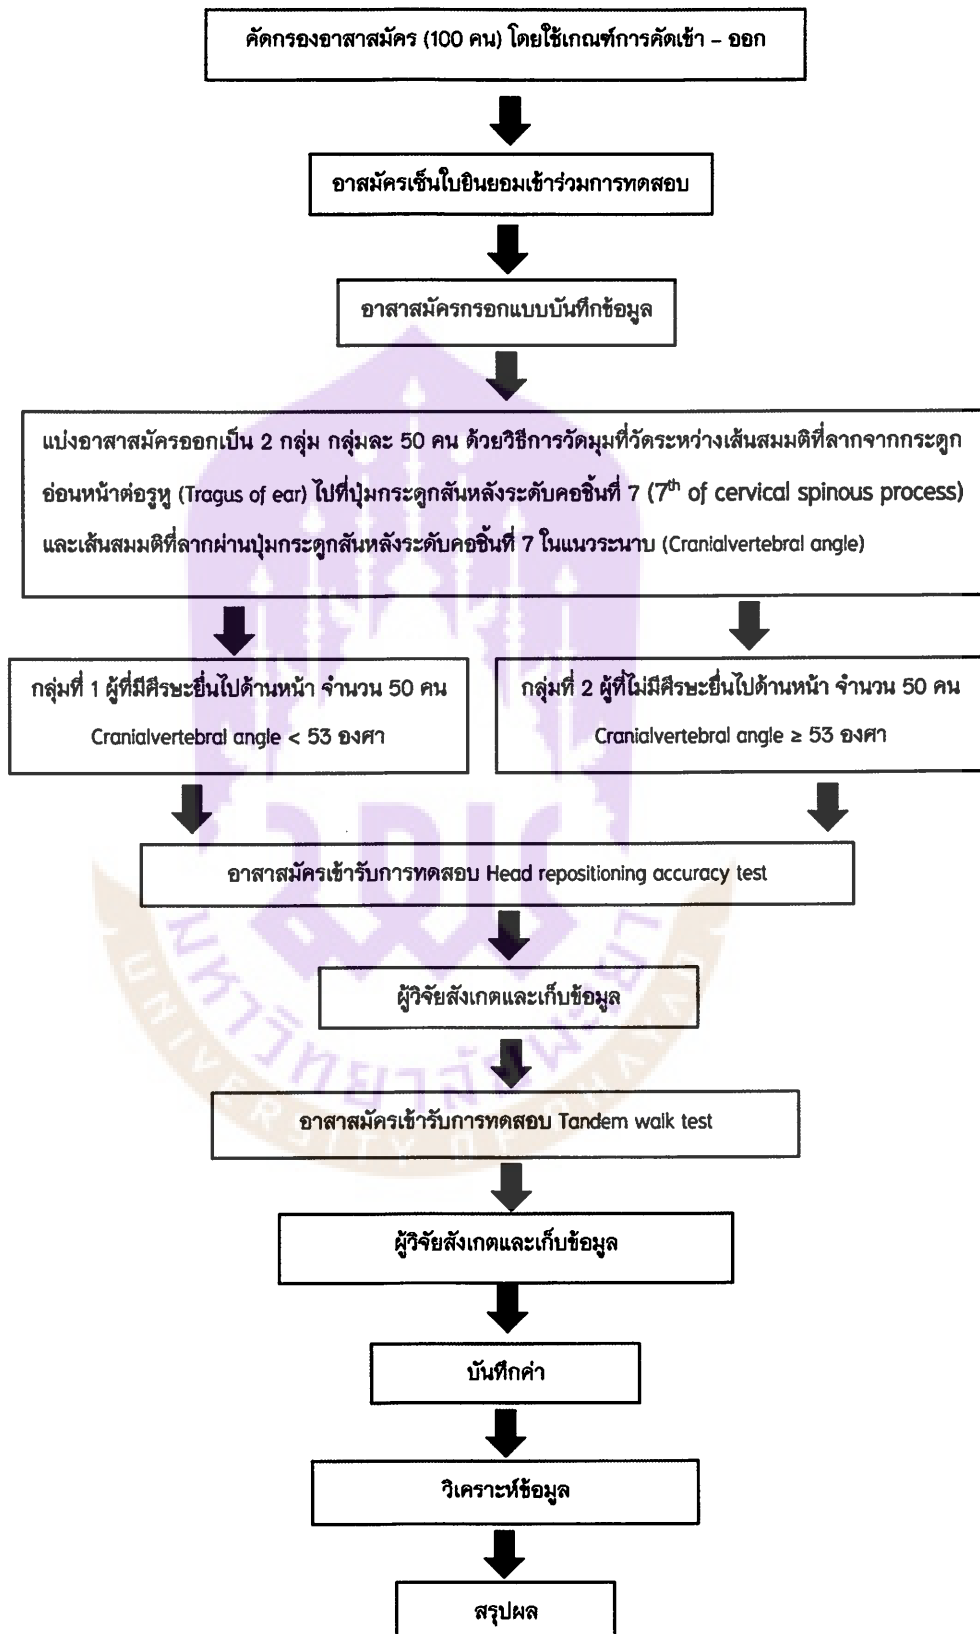 คัดกรองอาสาสมัคร (100 คน) โดยใช้เกณฑ์การคัดเข้า – ออก
อาสมัครเซ็นใบยินยอมเข้าร่วมการทดสอบ
อาสาสมัครกรอกแบบบันทึกข้อมูล
แบ่งอาสาสมัครออกเป็น 2 กลุ่ม กลุ่มละ 50 คน ด้วยวิธีการวัดมุมที่วัดระหว่างเส้นสมมติที่ลากจากกระดูก
อ่อนหน้าต่อรูหู (Tragus of ear) ไปที่ปุ่มกระดูกสันหลังระดับคอชิ้นที่ 7 (7th of cervical spinous process)
และเส้นสมมติที่ลากผ่านปุ่มกระดูกสันหลังระดับคอชิ้นที่ 7 ในแนวระนาบ (Cranialvertebral angle)
กลุ่มที่ 1 ผู้ที่มีศีรษะยื่นไปด้านหน้า จำนวน 50 คน
Cranialvertebral angle < 53 องศา
กลุ่มที่ 2 ผู้ที่ไม่มีศีรษะยื่นไปด้านหน้า จำนวน 50 คน
Cranialvertebral angle ≥ 53 องศา
อาสาสมัครเข้ารับการทดสอบ Head repositioning accuracy test
ผู้วิจัยสังเกตและเก็บข้อมูล
อาสาสมัครเข้ารับการทดสอบ Tandem walk test
ผู้วิจัยสังเกตและเก็บข้อมูล
บันทึกค่า
วิเคราะห์ข้อมูล
สรุปผล
มหาวิทยาลัยพะเยา
UNIVERSITY OF PHAYAO